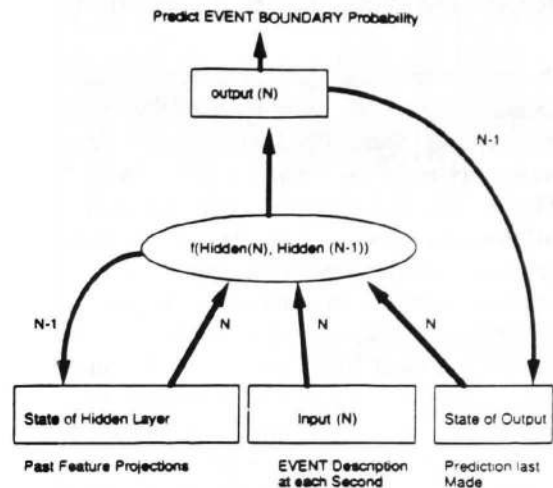 Predict EVENT BOUNDARY Probability
output (N)
N-1
f(Hidden(N), Hidden (N-1))
N-1
N
N
N
State of Hidden Layer
Input (N)
State of Output
Past Feature Projections
EVENT Description
at each Second
Prediction last
Made